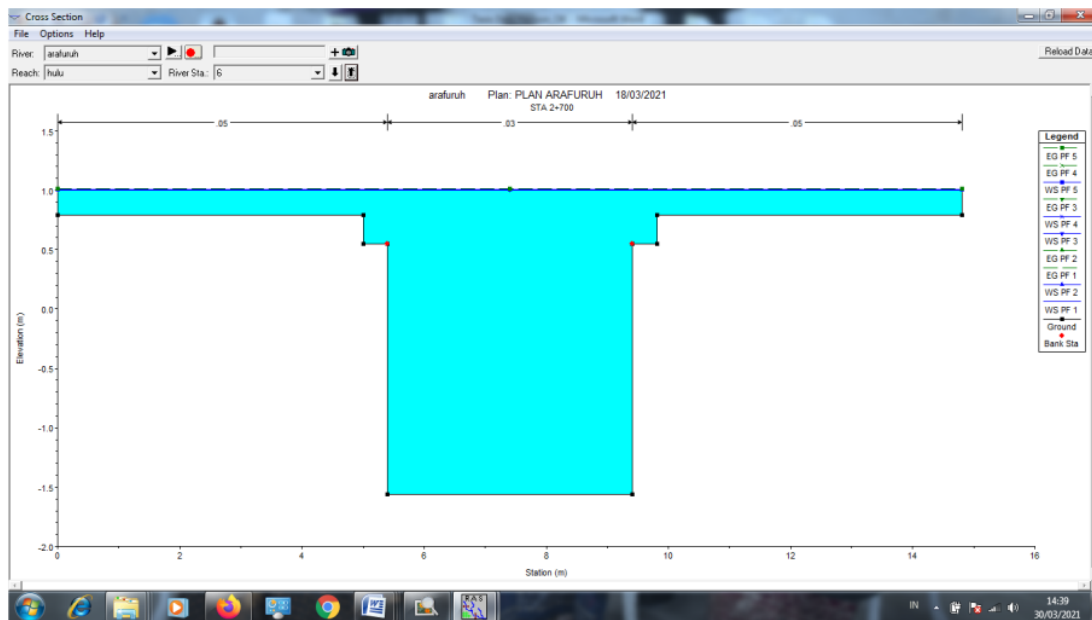 Cross Section
File Options Help
River: arafuruh
Reload Data
Reach: hulu River Sta.: 6
arafuruh Plan: PLAN ARAFURUH 18/03/2021
STA 2+700
.05 .03 .05
Legend
EG PF 5
EG PF 4
WS PF 5
EG PF 3
WS PF 4
WS PF 3
EG PF 2
EG PF 1
WS PF 2
WS PF 1
Ground
Bank Sta
Elevation (m)
1.5
1.0
0.5
0.0
-0.5
-1.0
-1.5
-2.0
0 2 4 6 8 10 12 14 16
Station (m)
RAS
IN
14:39
30/03/2021